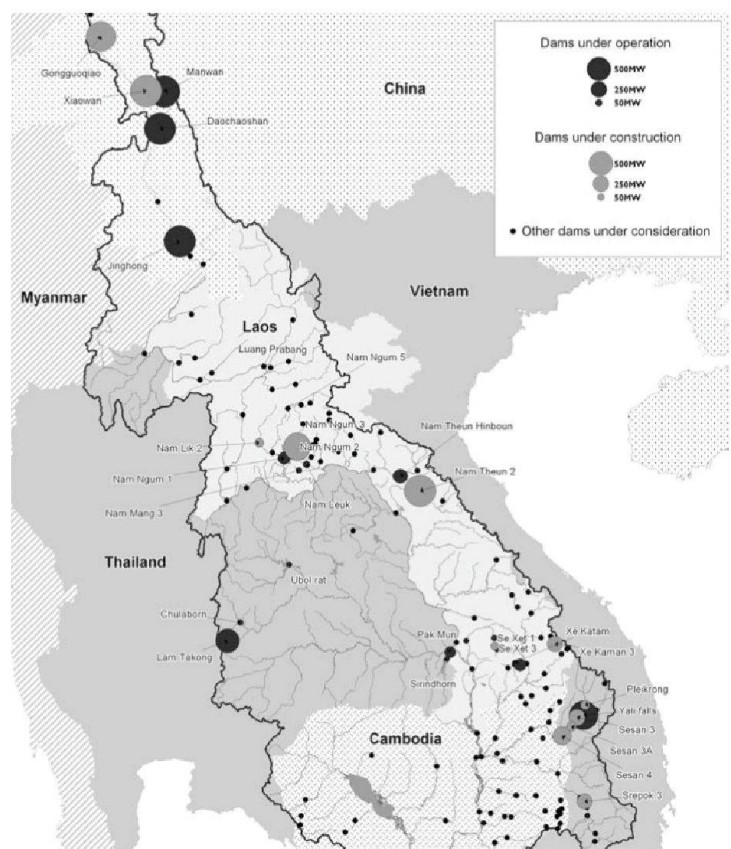 Dams under operation
500MW
250MW
50MW
Dams under construction
500MW
250MW
50MW
Other dams under consideration
Gongguoqiao
Manwan
Xiaowan
China
Daochaoshan
Jinghong
Myanmar
Vietnam
Laos
Luang Prabang
Nam Ngum 5
Nam Ngum 3
Nam Theun Hinboun
Nam Lik 2
Nam Ngum 2
Nam Theun 2
Nam Ngum 1
Nam Mang 3
Nam Leuk
Thailand
Ubol rat
Chulaborn
Pak Mun
Se Xet 1
Xe Katam
Lam Takong
Se Xet 3
Xe Kaman 3
Sirindhorn
Pleikrong
Yali falls
Cambodia
Sesan 3
Sesan 3A
Sesan 4
Srepok 3